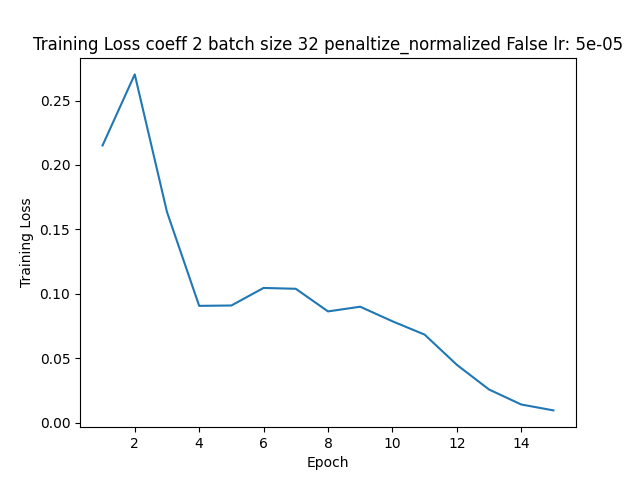 Training Loss coeff 2 batch size 32 penaltize_normalized False lr: 5e-05
Training Loss
0.25
0.20
0.15
0.10
0.05
0.00
2 4 6 8 10 12 14
Epoch